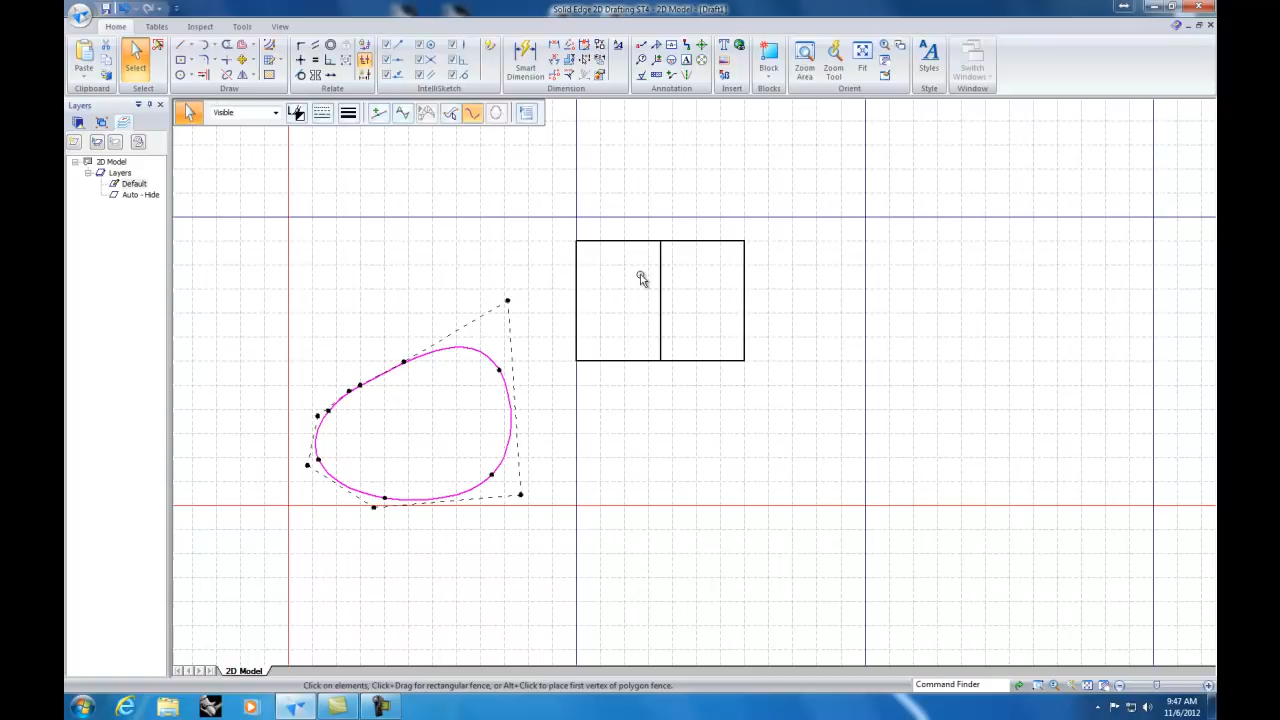 Solid Edge 2D Drafting ST4 - 2D Model - [Draft1]
Home Tables Inspect Tools View
Paste
Select
Smart Dimension
Block
Zoom Area
Zoom Tool
Fit
Styles
Switch Windows
Clipboard Select Draw Relate IntelliSketch Dimension Annotation Insert Blocks Orient Style Window
Layers
Visible
2D Model
Layers
Default
Auto - Hide
2D Model
Click on elements, Click+Drag for rectangular fence, or Alt+Click to place first vertex of polygon fence.
Command Finder
9:47 AM
11/6/2012